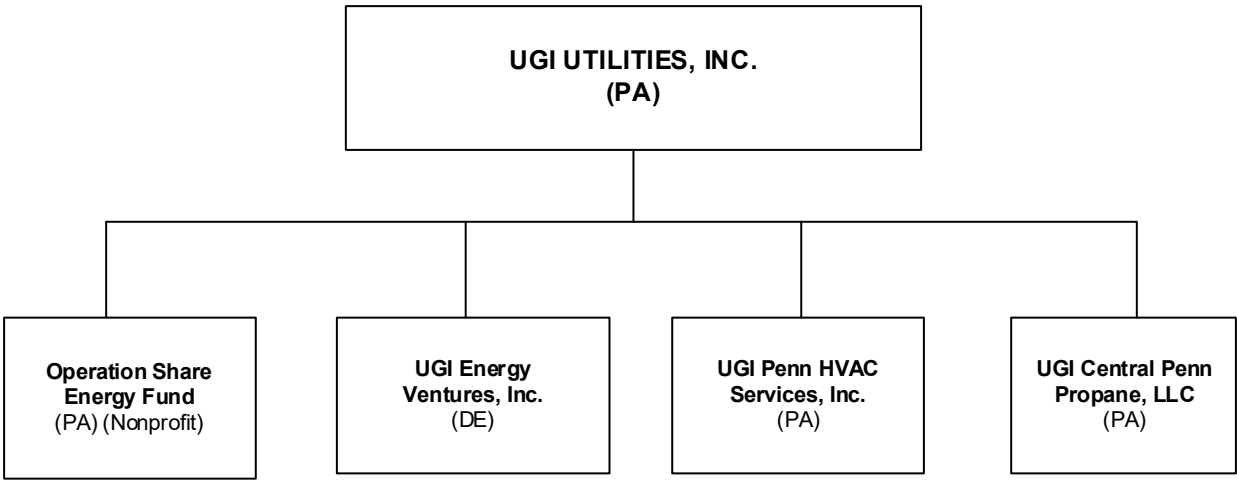 UGI UTILITIES, INC.
(PA)
Operation Share
Energy Fund
(PA) (Nonprofit)
UGI Energy
Ventures, Inc.
(DE)
UGI Penn HVAC
Services, Inc.
(PA)
UGI Central Penn
Propane, LLC
(PA)